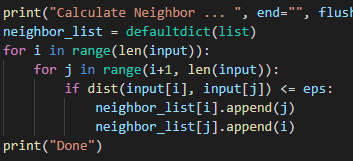 print("Calculate Neighbor ... ", end="", flus
neighbor_list = defaultdict(list)
for i in range(len(input)):
    for j in range(i+1, len(input)):
        if dist(input[i], input[j]) <= eps:
            neighbor_list[i].append(j)
            neighbor_list[j].append(i)
print("Done")